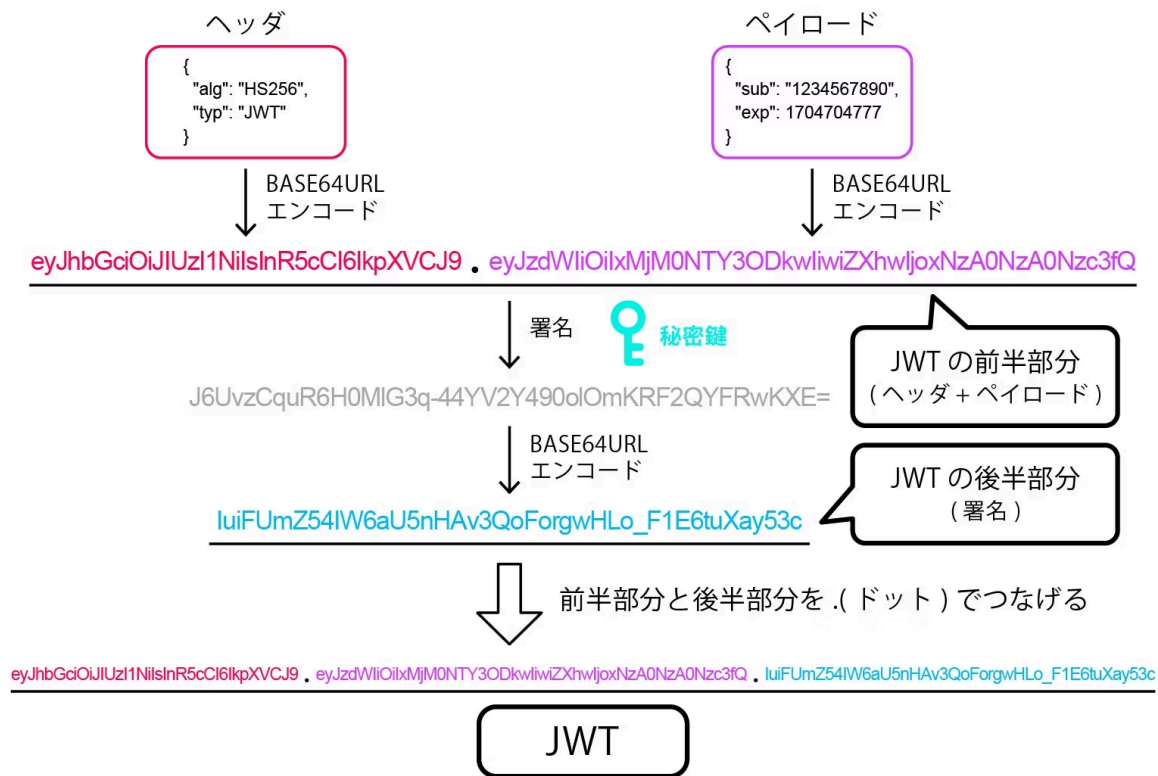 ヘッダ
{
"alg": "HS256",
"typ": "JWT"
}
ペイロード
{
"sub": "1234567890",
"exp": 1704704777
}
BASE64URL
エンコード
BASE64URL
エンコード
eyJhbGciOiJIUzI1NiIsInR5cCI6IkpXVCJ9 . eyJzdWIiOiIxMjM0NTY3ODkwIiwiZXhwIjoxNzA0NzA0Nzc3fQ
署名
秘密鍵
JWT の前半部分
( ヘッダ + ペイロード )
J6UvzCquR6H0MlG3q-44YV2Y490olOmKRF2QYFRwKXE=
BASE64URL
エンコード
JWT の後半部分
( 署名 )
IuiFUmZ54IW6aU5nHAv3QoForgwHLo_F1E6tuXay53c
前半部分と後半部分を .( ドット ) でつなげる
eyJhbGciOiJIUzI1NiIsInR5cCI6IkpXVCJ9 . eyJzdWIiOiIxMjM0NTY3ODkwIiwiZXhwIjoxNzA0NzA0Nzc3fQ . IuiFUmZ54IW6aU5nHAv3QoForgwHLo_F1E6tuXay53c
JWT